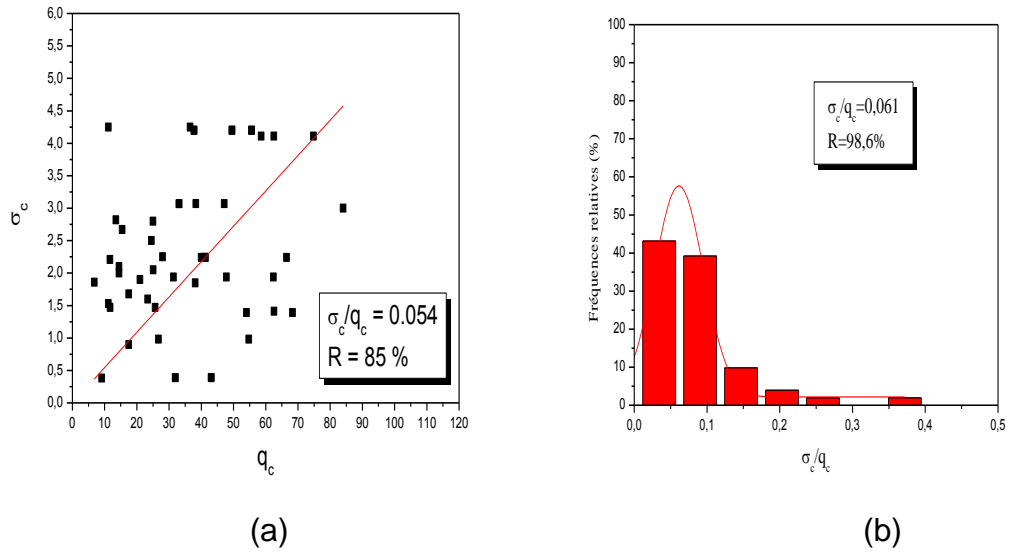 6,0
5,5
5,0
4,5
4,0
3,5
3,0
2,5
2,0
1,5
1,0
0,5
0,0
σc
0 10 20 30 40 50 60 70 80 90 100 110 120
qc
σc/qc = 0.054
R = 85 %
(a)
100
90
80
70
60
50
40
30
20
10
0
Fréquences relatives (%)
0,0 0,1 0,2 0,3 0,4 0,5
σc/qc
σc/qc=0,061
R=98,6%
(b)